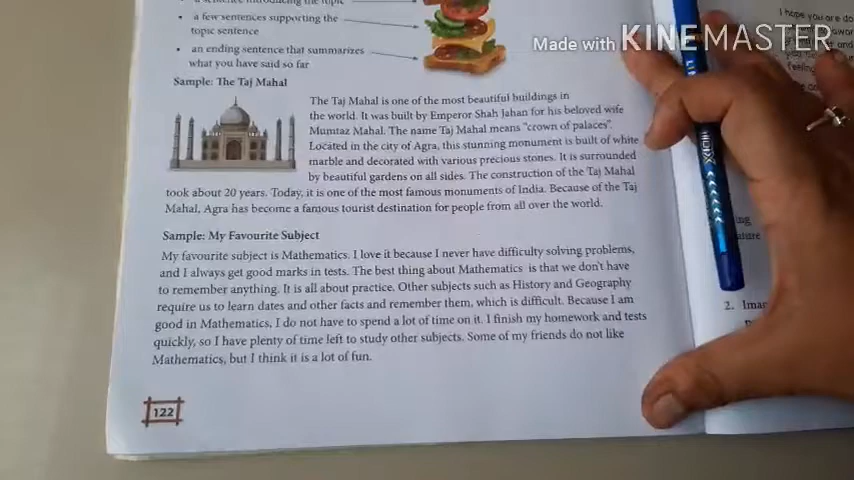 a sentence introducing the topic
• a few sentences supporting the
topic sentence
• an ending sentence that summarizes
what you have said so far
Sample: The Taj Mahal
The Taj Mahal is one of the most beautiful buildings in
the world. It was built by Emperor Shah Jahan for his beloved wife
Mumtaz Mahal. The name Taj Mahal means "crown of palaces".
Located in the city of Agra, this stunning monument is built of white
marble and decorated with various precious stones. It is surrounded
by beautiful gardens on all sides. The construction of the Taj Mahal
took about 20 years. Today, it is one of the most famous monuments of India. Because of the Taj
Mahal, Agra has become a famous tourist destination for people from all over the world.
Sample: My Favourite Subject
My favourite subject is Mathematics. I love it because I never have difficulty solving problems,
and I always get good marks in tests. The best thing about Mathematics is that we don't have
to remember anything. It is all about practice. Other subjects such as History and Geography
require us to learn dates and other facts and remember them, which is difficult. Because I am
good in Mathematics, I do not have to spend a lot of time on it. I finish my homework and tests
quickly, so I have plenty of time left to study other subjects. Some of my friends do not like
Mathematics, but I think it is a lot of fun.
122
I hope you are do
feeling
2. Imag
Made with KINEMASTER